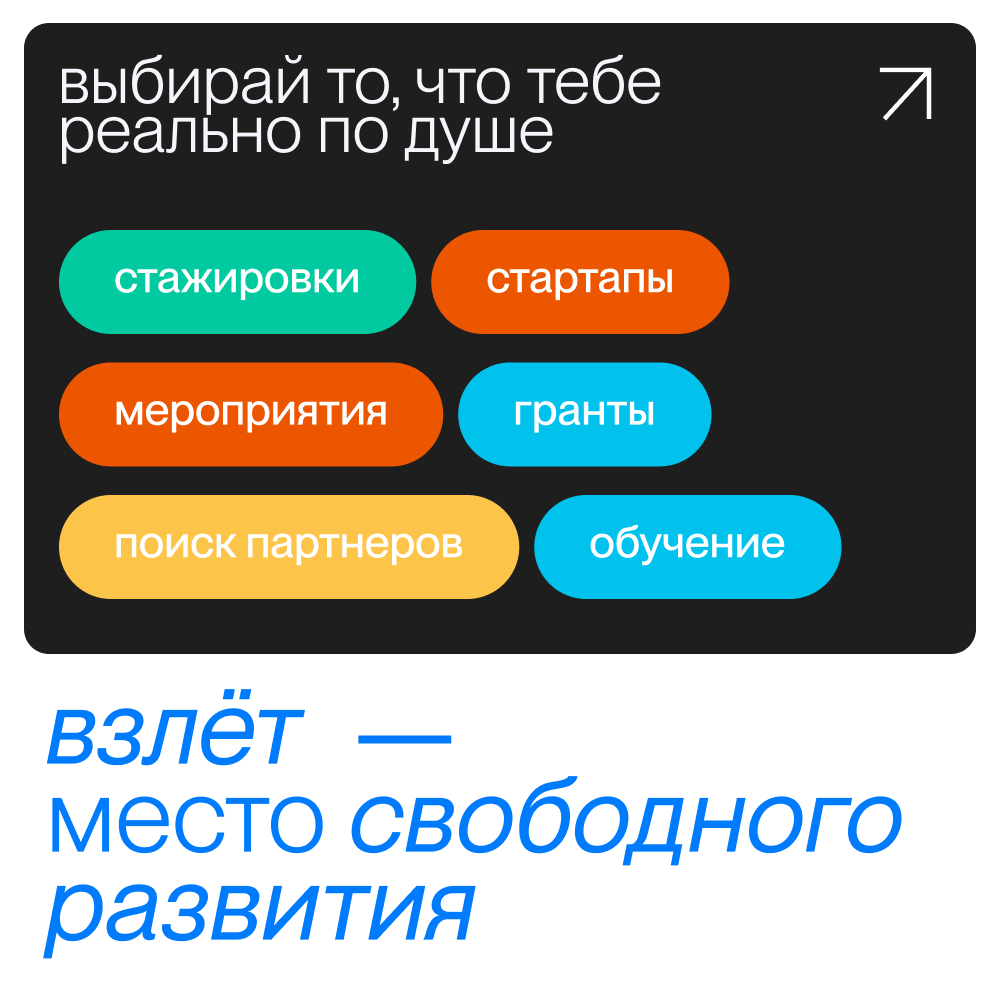 выбирай то, что тебе
реально по душе
стажировки
стартапы
мероприятия
гранты
поиск партнеров
обучение
взлёт —
место свободного
развития